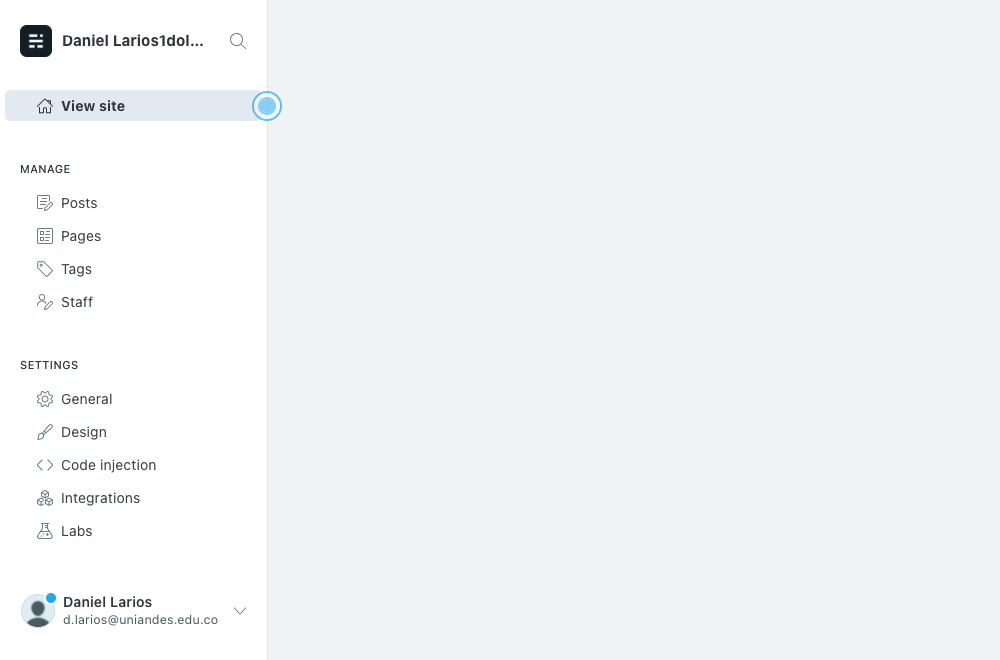 Daniel Larios1dol...
View site
MANAGE
Posts
Pages
Tags
Staff
SETTINGS
General
Design
Code injection
Integrations
Labs
Daniel Larios
d.larios@uniandes.edu.co